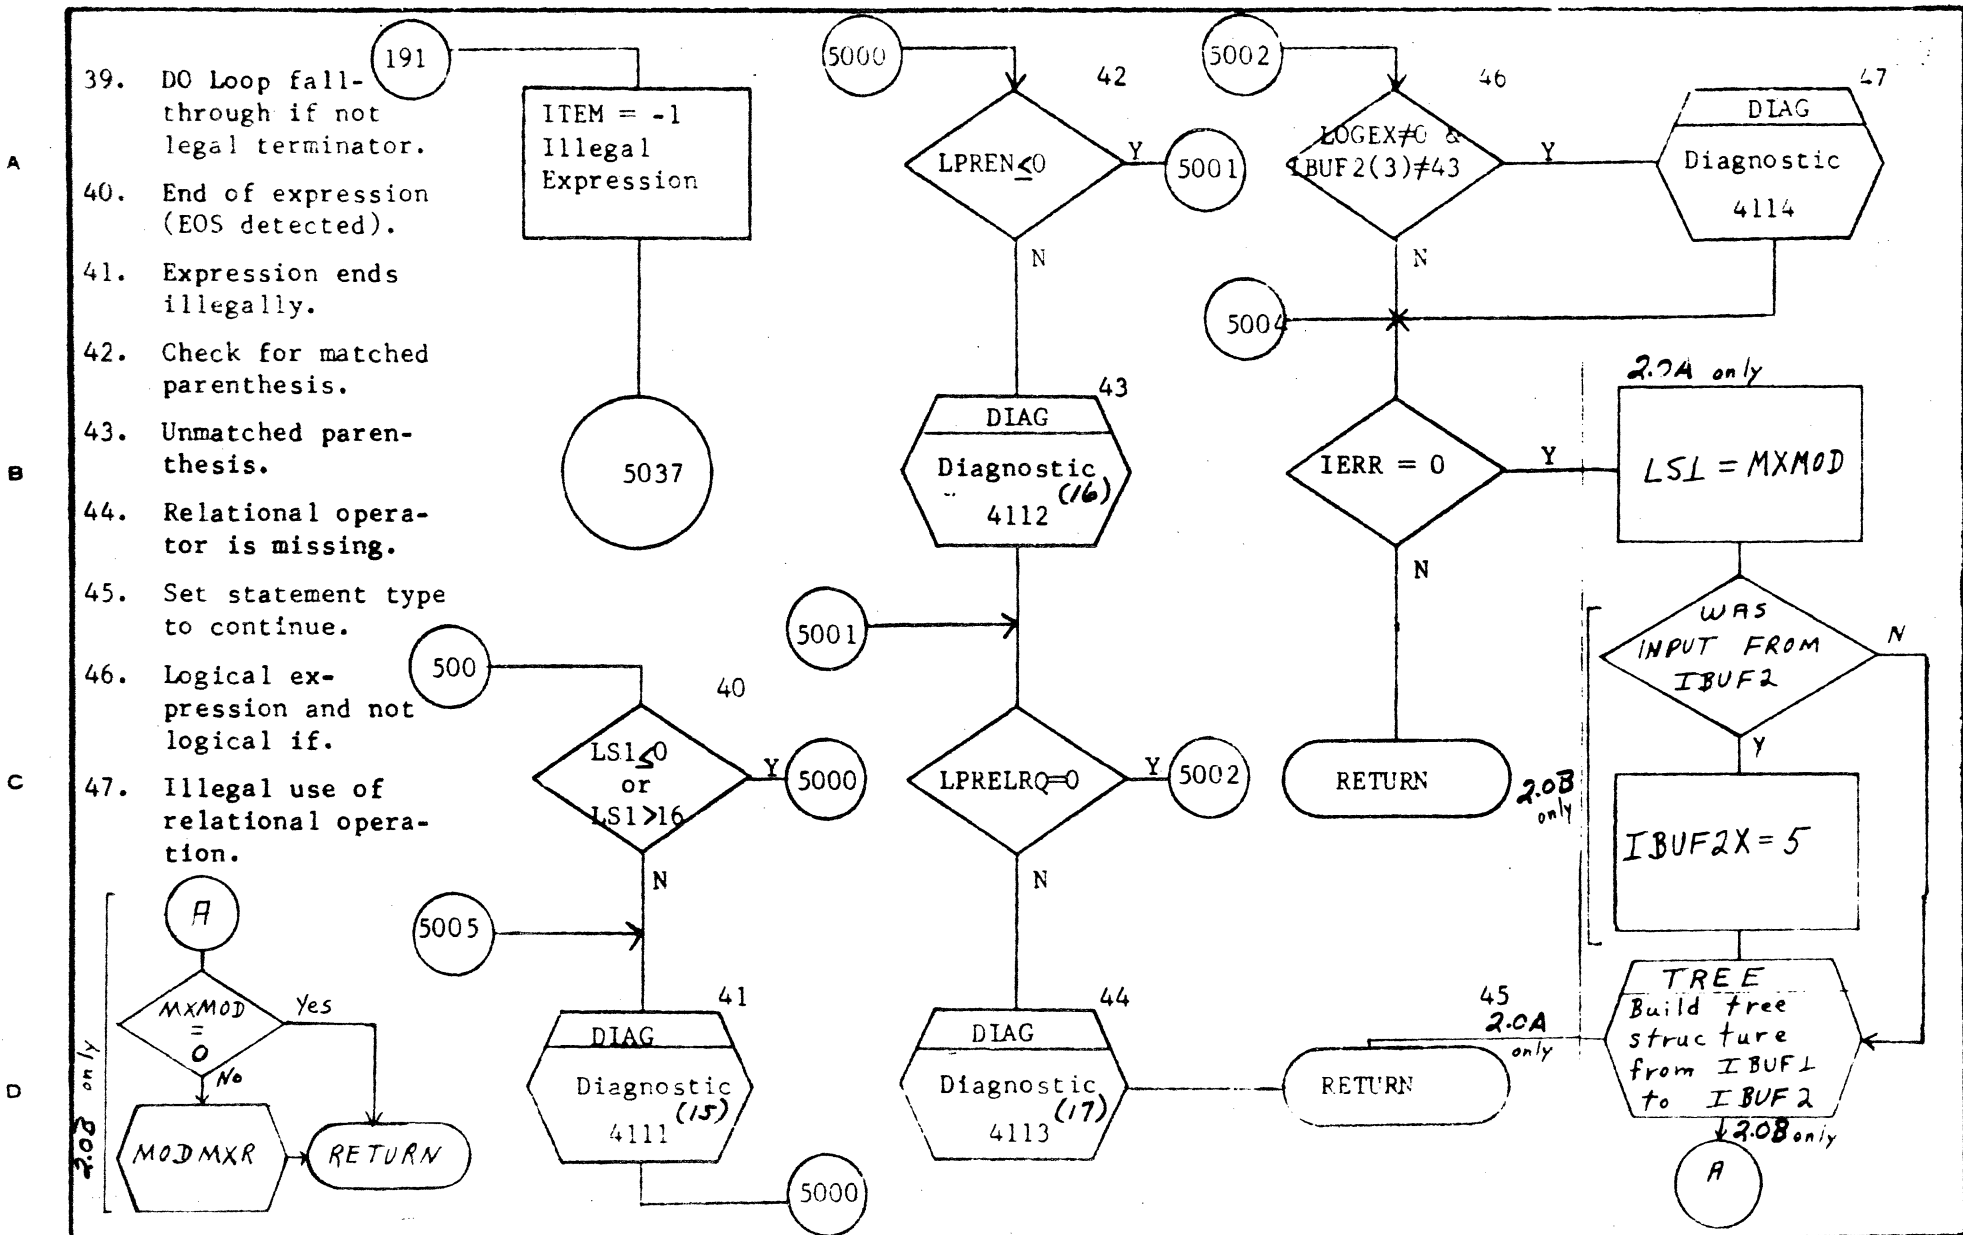 39. DO Loop fall-
through if not
legal terminator.
40. End of expression
(EOS detected).
41. Expression ends
illegally.
42. Check for matched
parenthesis.
43. Unmatched paren-
thesis.
44. Relational opera-
tor is missing.
45. Set statement type
to continue.
46. Logical ex-
pression and not
logical if.
47. Illegal use of
relational opera-
tion.
A
B
C
D
191
ITEM = -1
Illegal
Expression
5037
500
40
LS1≤0
or
LS1>16
Y
5000
N
5005
41
DIAG
Diagnostic
(15)
4111
5000
5000
42
LPREN≤0
Y
5001
N
43
DIAG
Diagnostic
(16)
4112
5001
LPRELRQ=0
Y
5002
N
44
DIAG
Diagnostic
(17)
4113
45
RETURN
5002
46
LOGEX≠0 &
IBUF2(3)≠43
Y
N
47
DIAG
Diagnostic
4114
5004
IERR = 0
Y
N
RETURN
2.0A only
LS1 = MXMOD
WAS
INPUT FROM
IBUF2
N
Y
2.0B
only
IBUF2X = 5
TREE
Build tree
structure
from IBUF1
to IBUF2
2.0A
only
2.0B only
A
A
MXMOD
=
0
Yes
No
MODMXR
RETURN
2.0B only